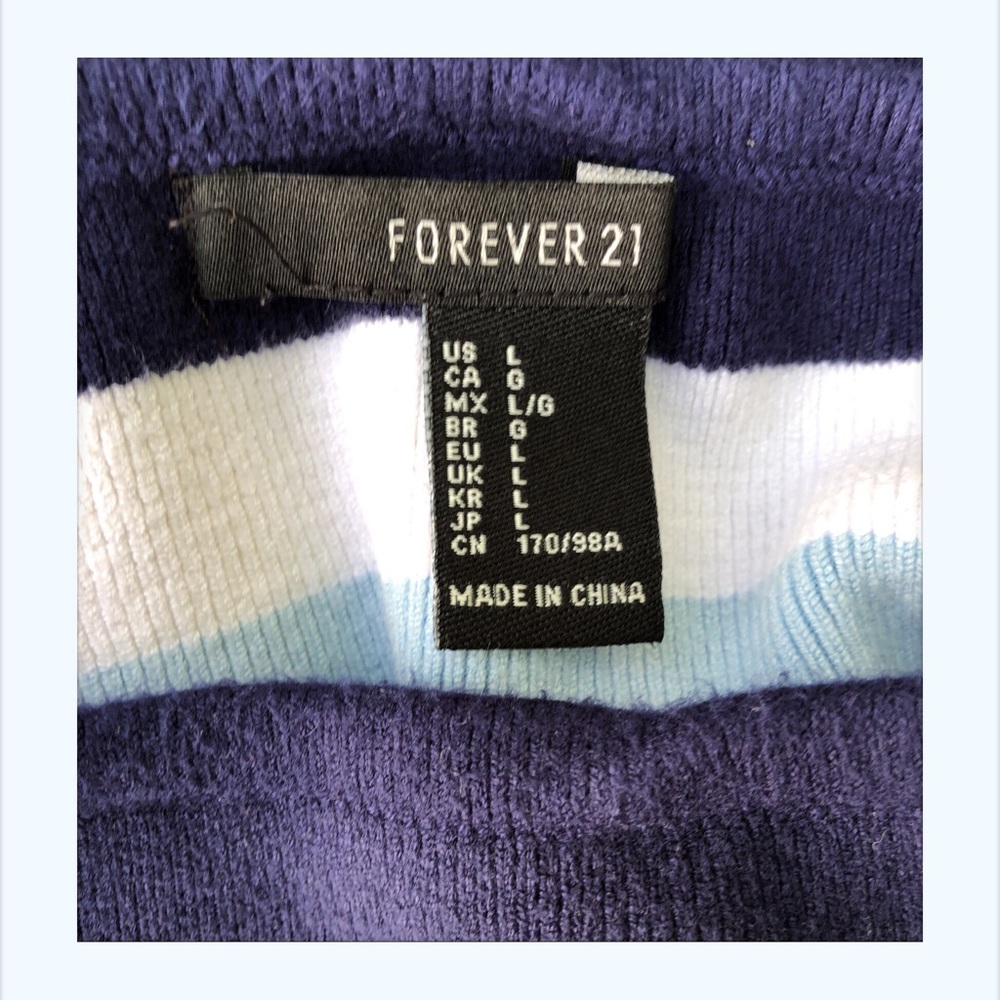 FOREVER 21
US L
CA G
MX L/G
BR G
EU L
UK L
KR L
JP L
CN 170/98A
MADE IN CHINA